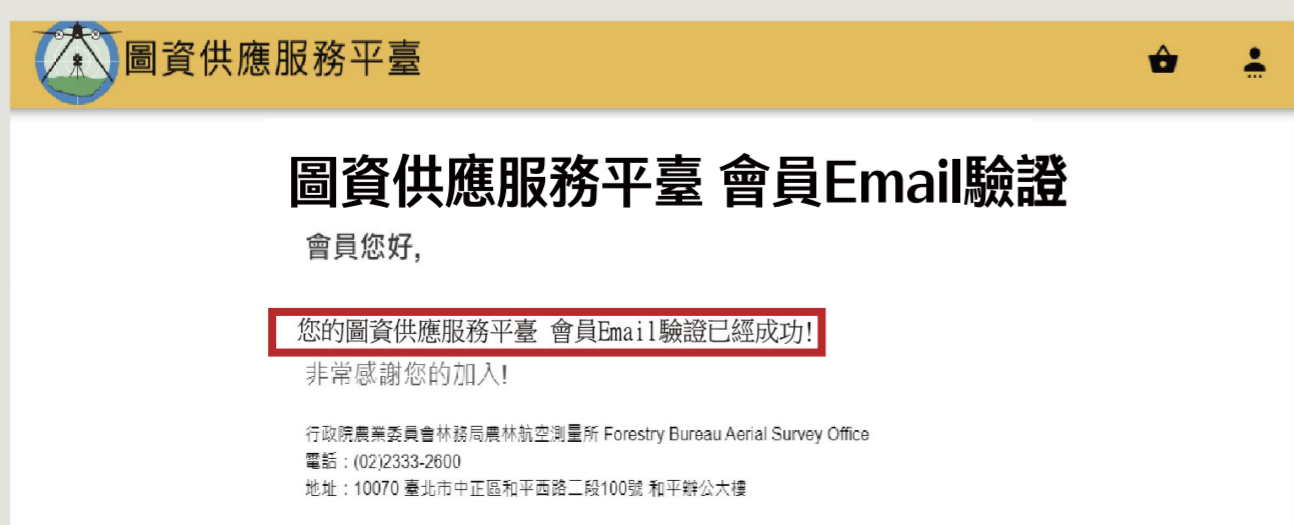 圖資供應服務平臺
圖資供應服務平臺 會員Email驗證
會員您好,
您的圖資供應服務平臺 會員Email驗證已經成功!
非常感謝您的加入!
行政院農業委員會林務局農林航空測量所 Forestry Bureau Aerial Survey Office
電話：(02)2333-2600
地址：10070 臺北市中正區和平西路二段100號 和平辦公大樓